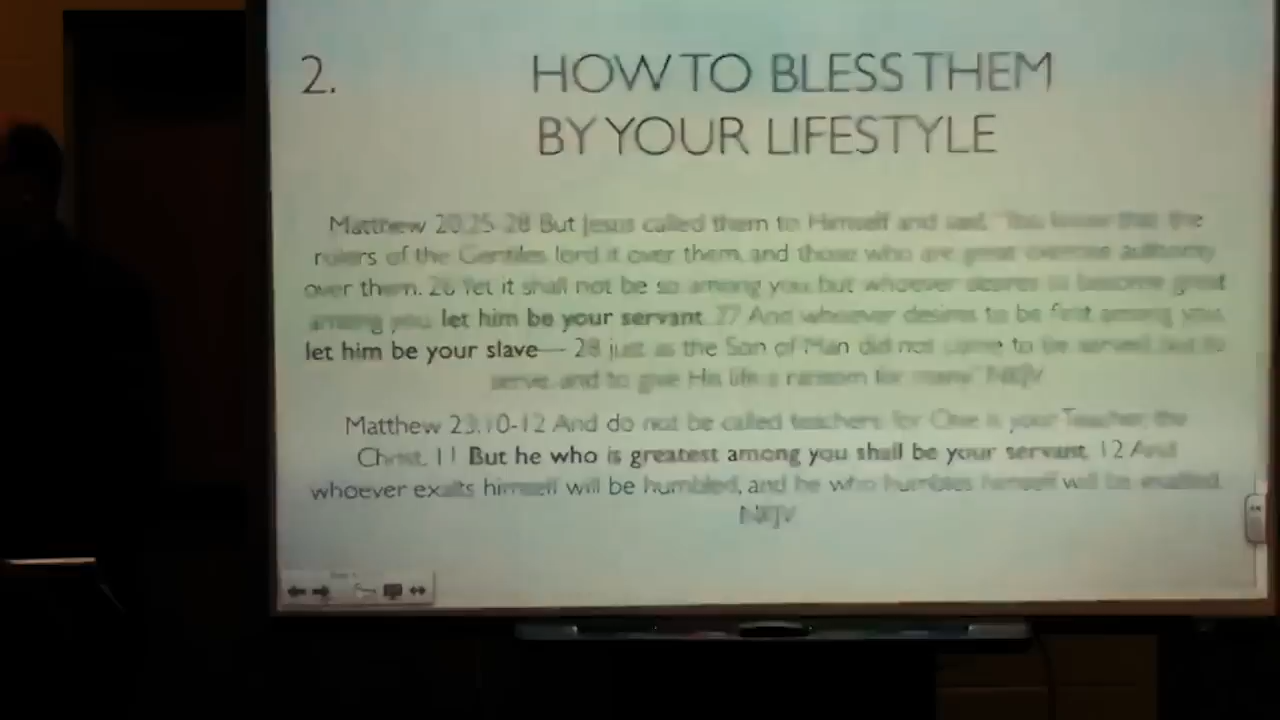 2. HOW TO BLESS THEM
BY YOUR LIFESTYLE
Matthew 20:25-28 But Jesus called them to Himself and said, "You know that the
rulers of the Gentiles lord it over them, and those who are great exercise authority
over them. 26 Yet it shall not be so among you; but whoever desires to become great
among you, let him be your servant. 27 And whoever desires to be first among you,
let him be your slave— 28 just as the Son of Man did not come to be served, but to
serve, and to give His life a ransom for many." NKJV
Matthew 23:10-12 And do not be called teachers; for One is your Teacher, the
Christ. 11 But he who is greatest among you shall be your servant. 12 And
whoever exalts himself will be humbled, and he who humbles himself will be exalted.
NKJV